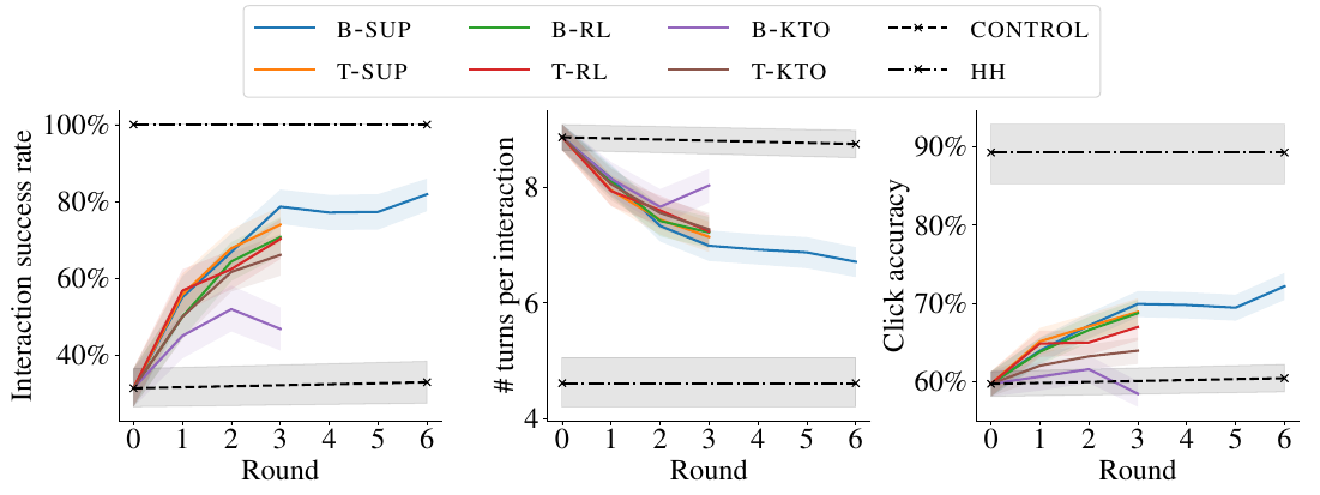 B-SUP B-RL B-KTO CONTROL
T-SUP T-RL T-KTO HH
Interaction success rate
100%
80%
60%
40%
0 1 2 3 4 5 6
Round
# turns per interaction
8
6
4
0 1 2 3 4 5 6
Round
Click accuracy
90%
80%
70%
60%
0 1 2 3 4 5 6
Round